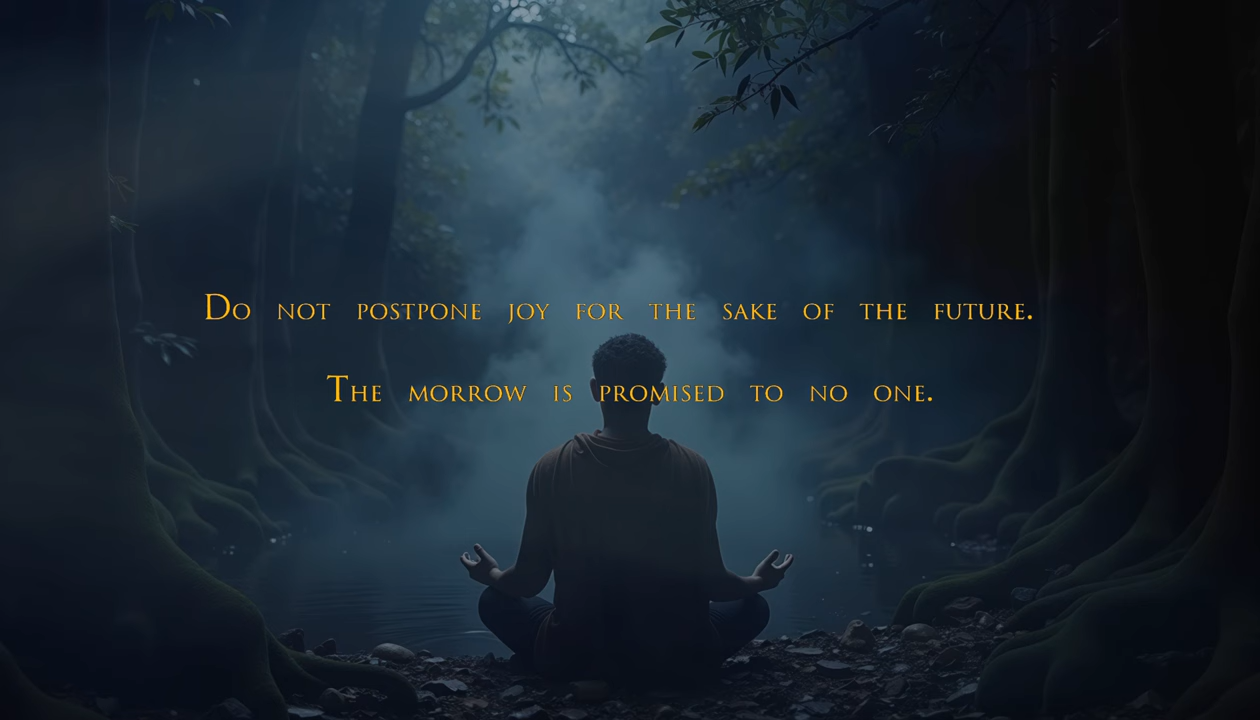 Do not postpone joy for the sake of the future.
The morrow is promised to no one.